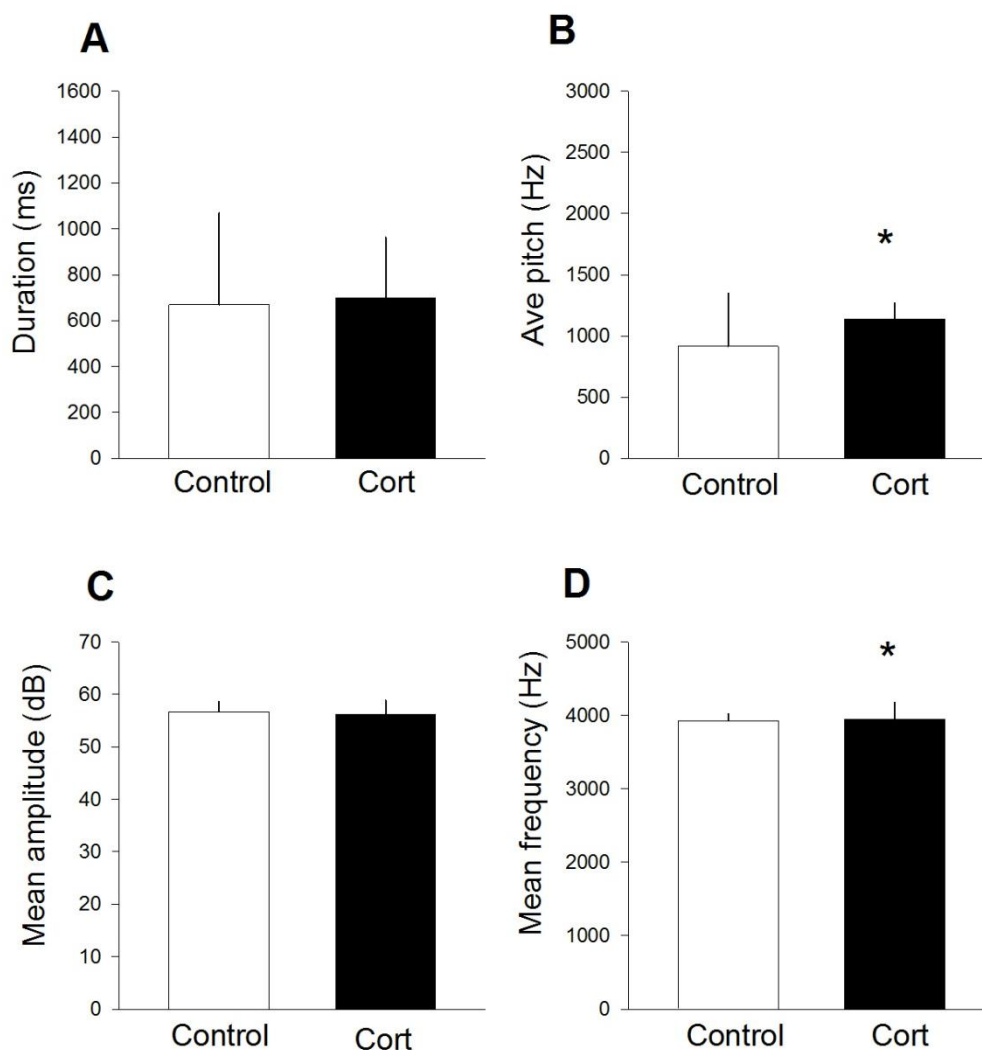 A
Duration (ms)
1600
1400
1200
1000
800
600
400
200
0
Control
Cort
B
Ave pitch (Hz)
3000
2500
2000
1500
1000
500
0
*
Control
Cort
C
Mean amplitude (dB)
70
60
50
40
30
20
10
0
Control
Cort
D
Mean frequency (Hz)
5000
4000
3000
2000
1000
0
*
Control
Cort